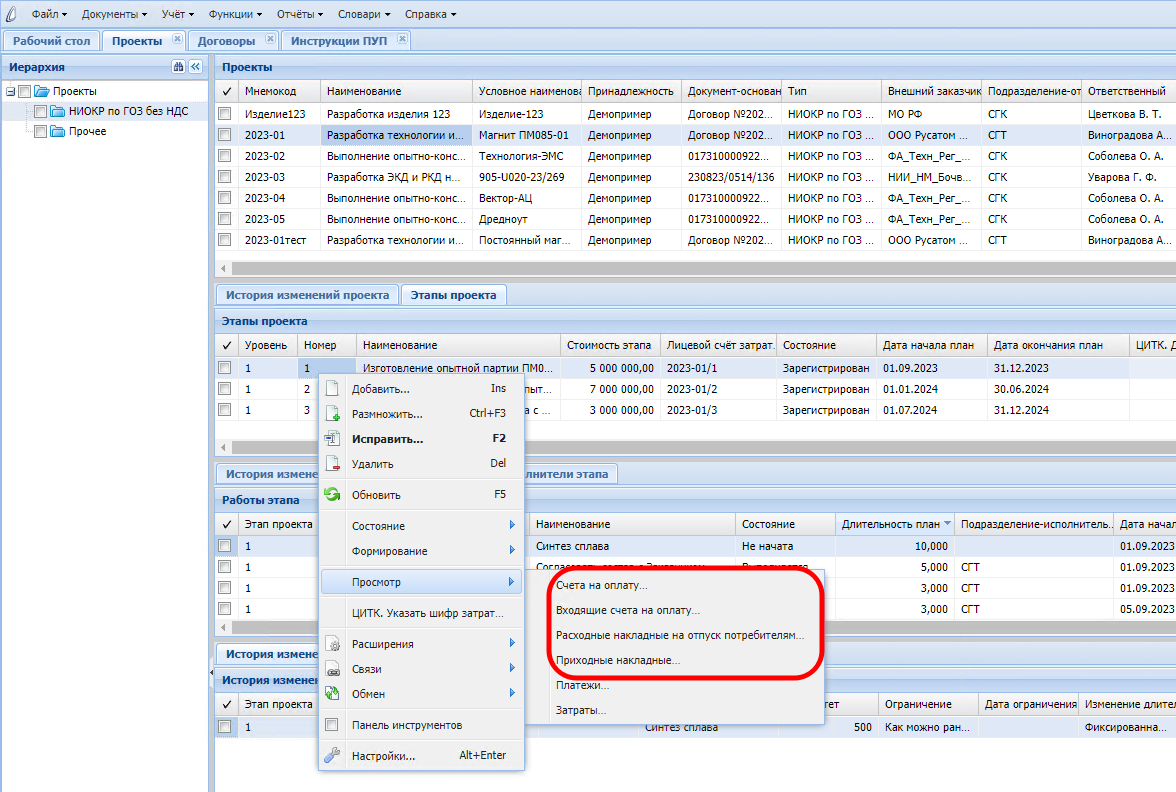 Файл Документы Учёт Функции Отчёты Словари Справка
Рабочий стол Проекты Договоры Инструкции ПУП
Иерархия
Проекты
НИОКР по ГОЗ без НДС
Прочее
Проекты
Мнемокод Наименование Условное наименова Принадлежность Документ-основан Тип Внешний заказчик Подразделение-от Ответственный
Изделие123 Разработка изделия 123 Изделие-123 Демопример Договор №202... НИОКР по ГОЗ ... МО РФ СГК Цветкова В. Т.
2023-01 Разработка технологии и... Магнит ПМ085-01 Демопример Договор №202... НИОКР по ГОЗ ... ООО Русатом ... СГТ Виноградова А...
2023-02 Выполнение опытно-конс... Технология-ЭМС Демопример 017310000922... НИОКР по ГОЗ ... ФА_Техн_Рег_... СГК Соболева О. А.
2023-03 Разработка ЭКД и РКД н... 905-U020-23/269 Демопример 230823/0514/136 НИОКР по ГОЗ ... НИИ_НМ_Бочв... СГК Уварова Г. Ф.
2023-04 Выполнение опытно-конс... Вектор-АЦ Демопример 017310000922... НИОКР по ГОЗ ... ФА_Техн_Рег_... СГК Соболева О. А.
2023-05 Выполнение опытно-конс... Дредноут Демопример 017310000922... НИОКР по ГОЗ ... ФА_Техн_Рег_... СГК Соболева О. А.
2023-01тест Разработка технологии и... Постоянный маг... Демопример Договор №202... НИОКР по ГОЗ ... ООО Русатом ... СГТ Виноградова А...
История изменений проекта Этапы проекта
Этапы проекта
Уровень Номер Наименование Стоимость этапа Лицевой счёт затрат. Состояние Дата начала план Дата окончания план ЦИТК. Д
1 1 Изготовление опытной партии ПМ0... 5 000 000,00 2023-01/1 Зарегистрирован 01.09.2023 31.12.2023
1 2 пыт... 7 000 000,00 2023-01/2 Зарегистрирован 01.01.2024 30.06.2024
1 3 а с ... 3 000 000,00 2023-01/3 Зарегистрирован 01.07.2024 31.12.2024
Добавить... Ins
Размножить... Ctrl+F3
Исправить... F2
Удалить Del
Обновить F5
Состояние
Формирование
Просмотр
ЦИТК. Указать шифр затрат...
Расширения
Связи
Обмен
Панель инструментов
Настройки... Alt+Enter
Счета на оплату...
Входящие счета на оплату...
Расходные накладные на отпуск потребителям...
Приходные накладные...
Платежи...
Затраты...
История измене нители этапа
Работы этапа
Этап проекта Наименование Состояние Длительность план Подразделение-исполнитель.. Дата начал
1 Синтез сплава Не начата 10,000 01.09.2023
1 5,000 СГТ 01.09.2023
1 3,000 СГТ 01.09.2023
1 3,000 СГТ 05.09.2023
История измене
История изменен
Этап проекта тет Ограничение Дата ограничения Изменение длител
1 Синтез сплава 500 Как можно ран... Фиксированна...